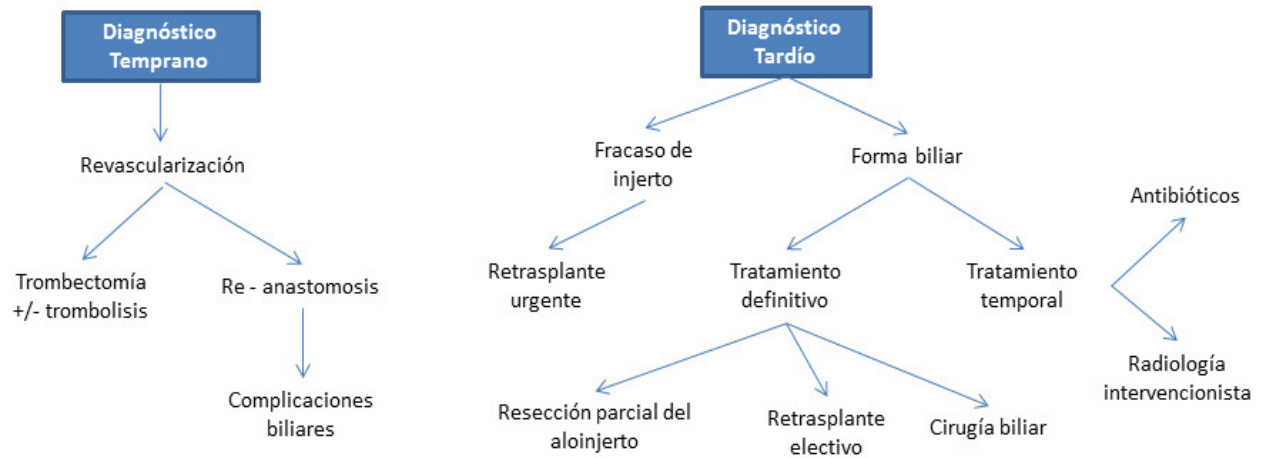 Diagnóstico
Temprano
Revascularización
Trombectomía
+/- trombolisis
Re - anastomosis
Complicaciones
biliares
Diagnóstico
Tardío
Fracaso de
injerto
Forma biliar
Retrasplante
urgente
Tratamiento
definitivo
Tratamiento
temporal
Antibióticos
Radiología
intervencionista
Resección parcial del
aloinjerto
Retrasplante
electivo
Cirugía biliar